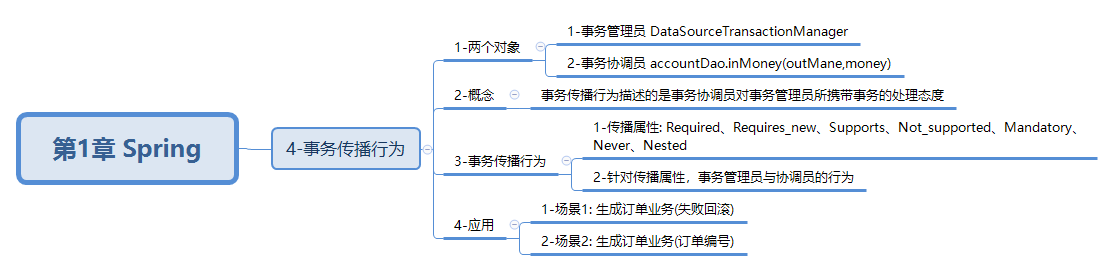 第1章 Spring
4-事务传播行为
1-两个对象
1-事务管理员 DataSourceTransactionManager
2-事务协调员 accountDao.inMoney(outMane,money)
2-概念
事务传播行为描述的是事务协调员对事务管理员所携带事务的处理态度
3-事务传播行为
1-传播属性: Required、Requires_new、Supports、Not_supported、Mandatory、
Never、Nested
2-针对传播属性，事务管理员与协调员的行为
4-应用
1-场景1: 生成订单业务(失败回滚)
2-场景2: 生成订单业务(订单编号)